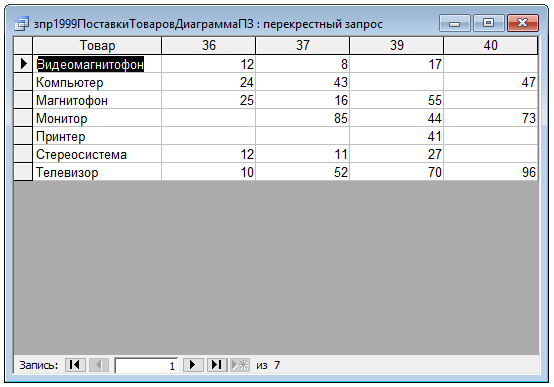 зпр1999ПоставкиТоваровДиаграммаПЗ : перекрестный запрос
Товар 36 37 39 40
Видеомагнитофон 12 8 17
Компьютер 24 43 47
Магнитофон 25 16 55
Монитор 85 44 73
Принтер 41
Стереосистема 12 11 27
Телевизор 10 52 70 96
Запись: 1 из 7